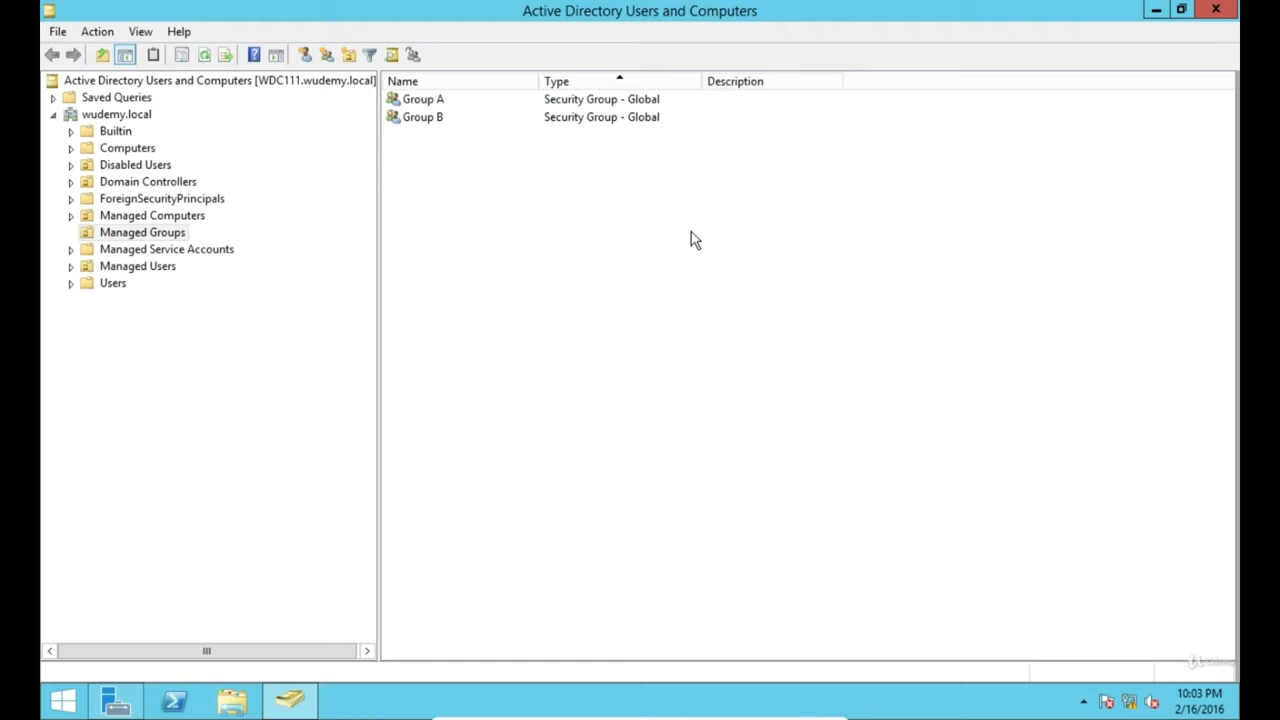 Active Directory Users and Computers
File Action View Help
Active Directory Users and Computers [WDC111.wudemy.local]
Saved Queries
wudemy.local
Builtin
Computers
Disabled Users
Domain Controllers
ForeignSecurityPrincipals
Managed Computers
Managed Groups
Managed Service Accounts
Managed Users
Users
Name Type Description
Group A Security Group - Global
Group B Security Group - Global
10:03 PM
2/16/2016